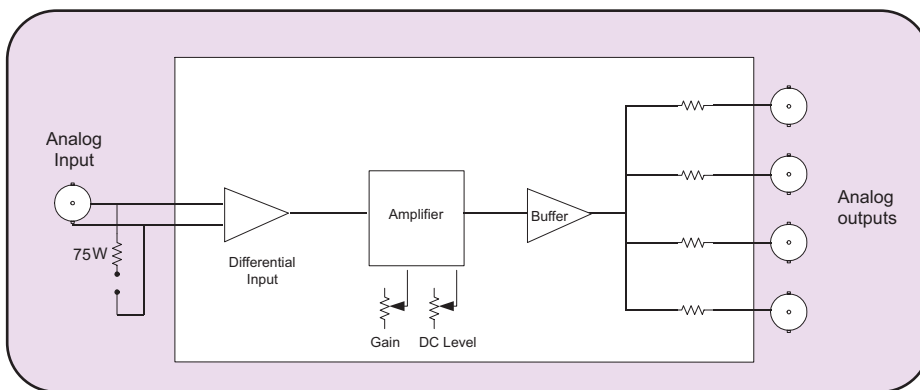 Analog
Input
75W
Differential
Input
Amplifier
Gain
DC Level
Buffer
Analog
outputs